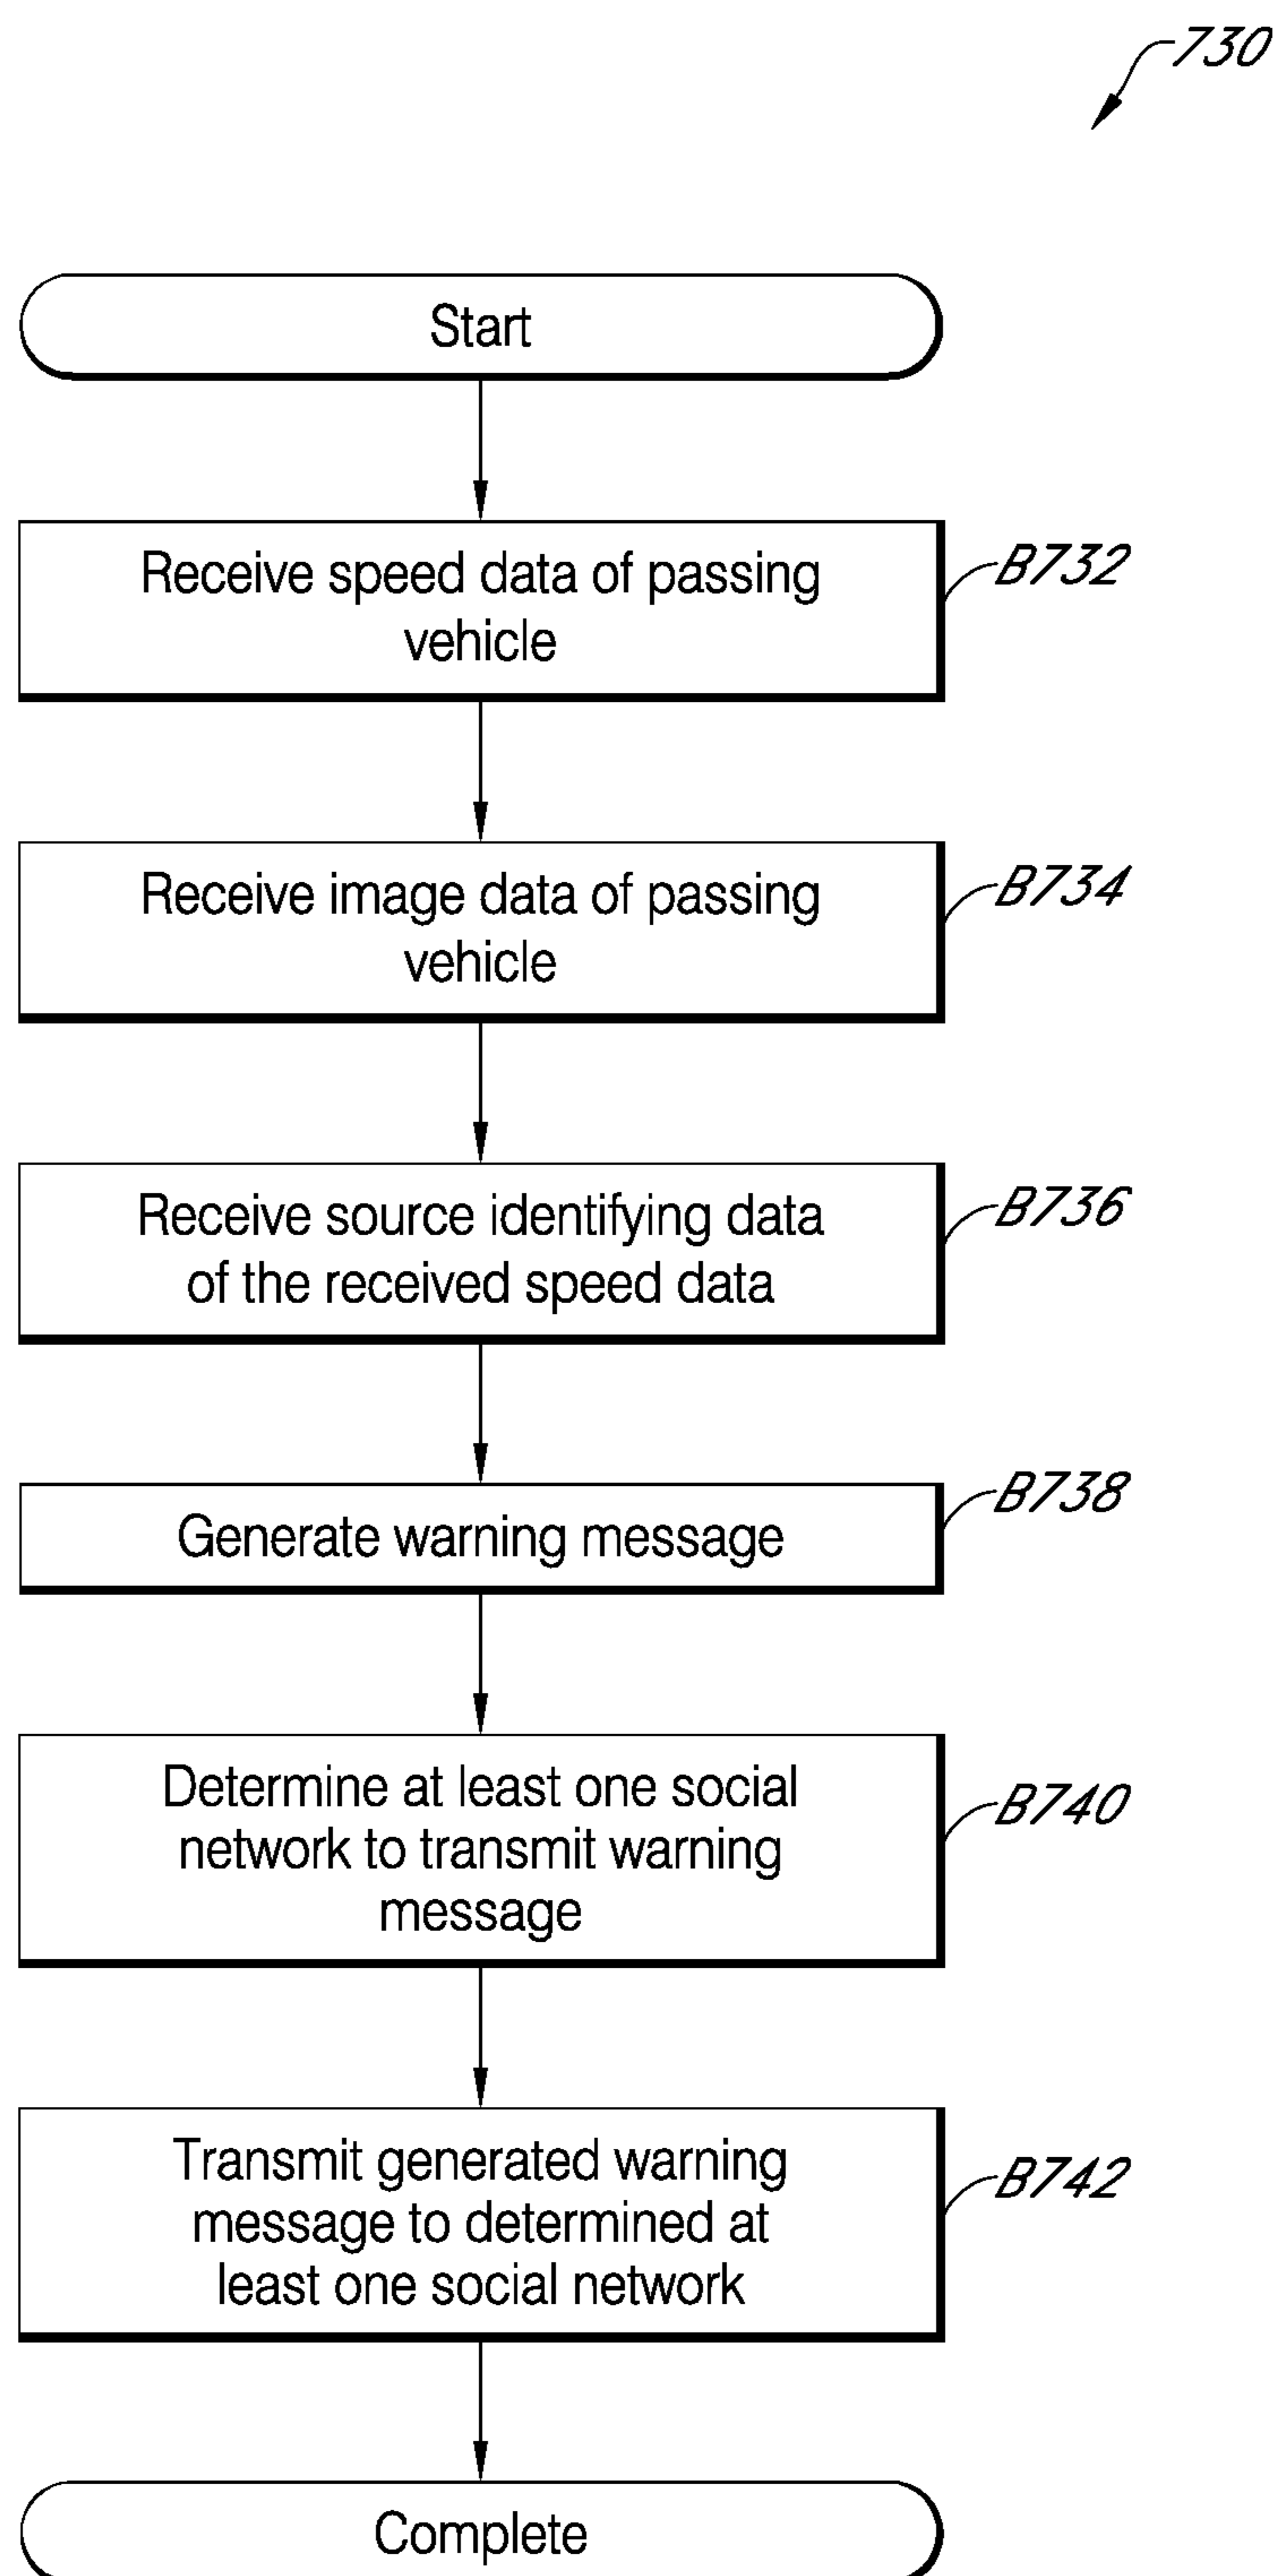 730
Start
Receive speed data of passing
vehicle
B732
Receive image data of passing
vehicle
B734
Receive source identifying data
of the received speed data
B736
Generate warning message
B738
Determine at least one social
network to transmit warning
message
B740
Transmit generated warning
message to determined at
least one social network
B742
Complete